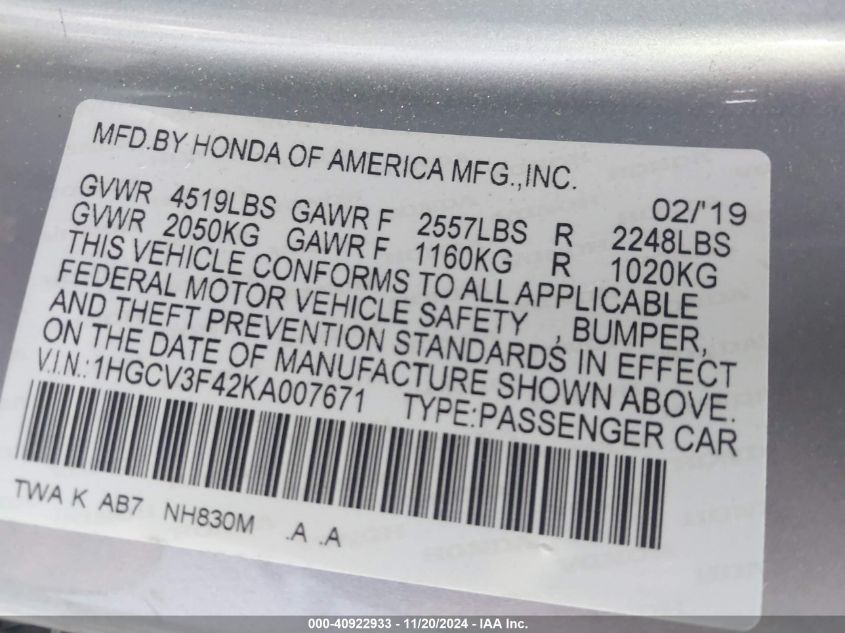 MFD.BY HONDA OF AMERICA MFG.,INC.
02/'19
GVWR 4519LBS GAWR F 2557LBS R 2248LBS
GVWR 2050KG GAWR F 1160KG R 1020KG
THIS VEHICLE CONFORMS TO ALL APPLICABLE
FEDERAL MOTOR VEHICLE SAFETY , BUMPER,
AND THEFT PREVENTION STANDARDS IN EFFECT
ON THE DATE OF MANUFACTURE SHOWN ABOVE.
V.I.N.:1HGCV3F42KA007671 TYPE:PASSENGER CAR
TWA K AB7 NH830M .A .A
000-40922933 - 11/20/2024 - IAA Inc.